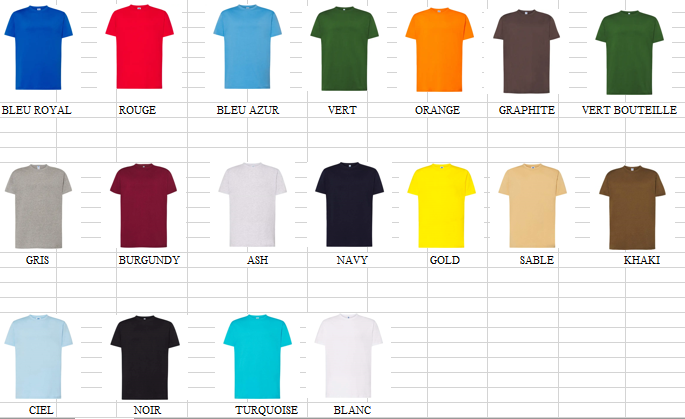 BLEU ROYAL ROUGE BLEU AZUR VERT ORANGE GRAPHITE VERT BOUTEILLE
GRIS BURGUNDY ASH NAVY GOLD SABLE KHAKI
CIEL NOIR TURQUOISE BLANC